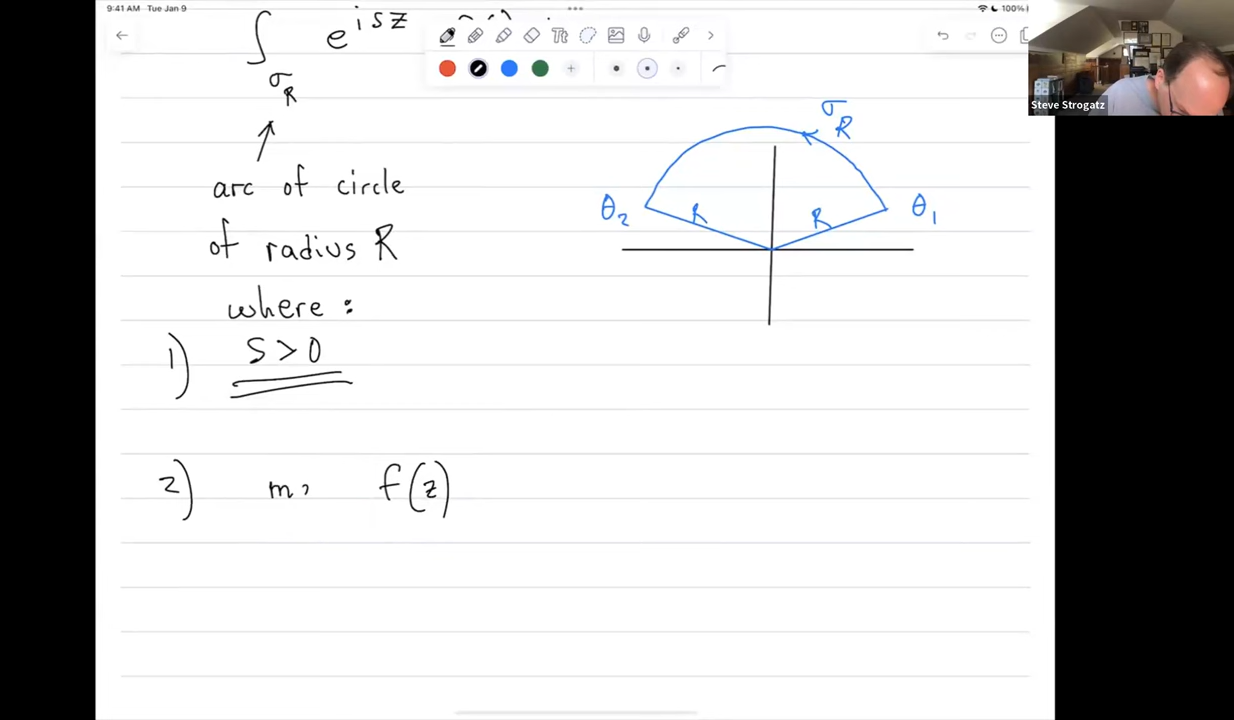 9:41 AM Tue Jan 9
100%
∫ e^{isz}
σ_R
Tt
Steve Strogatz
arc of circle
of radius R
where :
1) S > 0
2) m, f(z)
σ_R
θ_2 R R θ_1